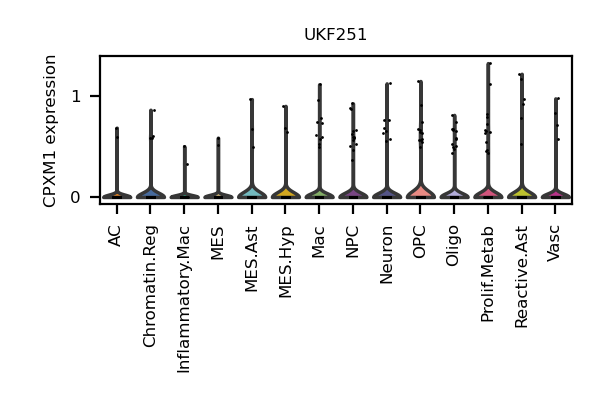 UKF251
CPXM1 expression
1
0
AC
Chromatin.Reg
Inflammatory.Mac
MES
MES.Ast
MES.Hyp
Mac
NPC
Neuron
OPC
Oligo
Prolif.Metab
Reactive.Ast
Vasc